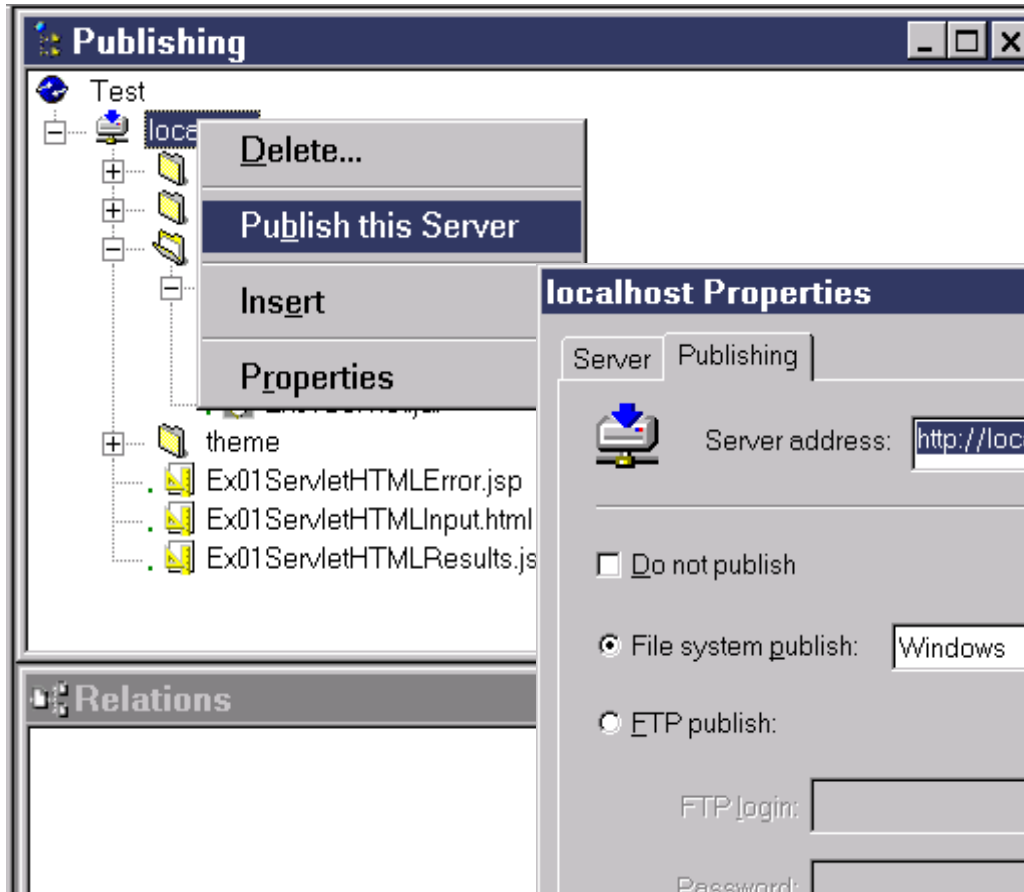 Publishing
Test
loca
Delete...
Publish this Server
Insert
Properties
theme
Ex01ServletHTMLError.jsp
Ex01ServletHTMLInput.html
Ex01ServletHTMLResults.js
Relations
localhost Properties
Server Publishing
Server address: http://loc
Do not publish
File system publish: Windows
FTP publish:
FTP login:
Password: